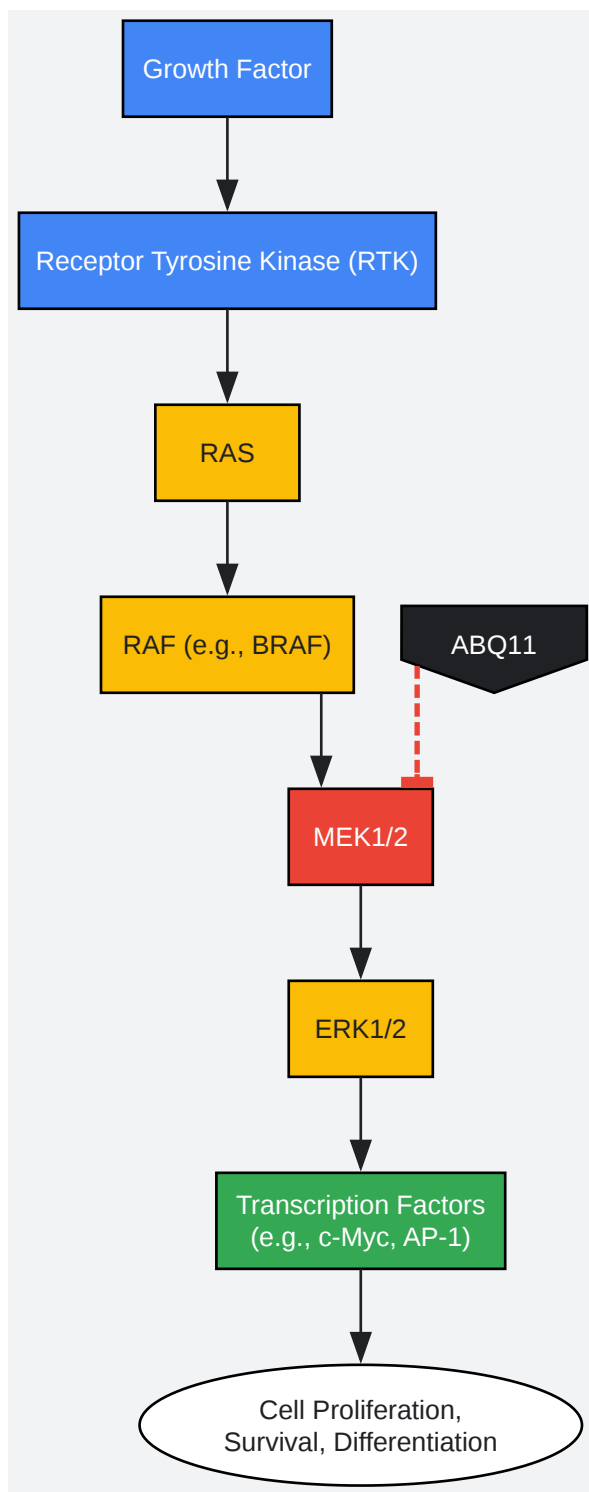 Growth Factor
Receptor Tyrosine Kinase (RTK)
RAS
RAF (e.g., BRAF)
ABQ11
MEK1/2
ERK1/2
Transcription Factors
(e.g., c-Myc, AP-1)
Cell Proliferation,
Survival, Differentiation